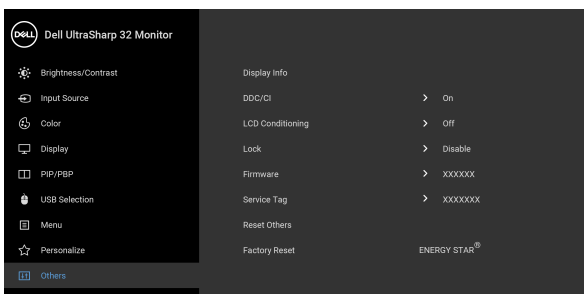 DELL Dell UltraSharp 32 Monitor
Brightness/Contrast
Input Source
Color
Display
PIP/PBP
USB Selection
Menu
Personalize
Others
Display Info
DDC/CI > On
LCD Conditioning > Off
Lock > Disable
Firmware > XXXXXX
Service Tag > XXXXXXX
Reset Others
Factory Reset ENERGY STAR®